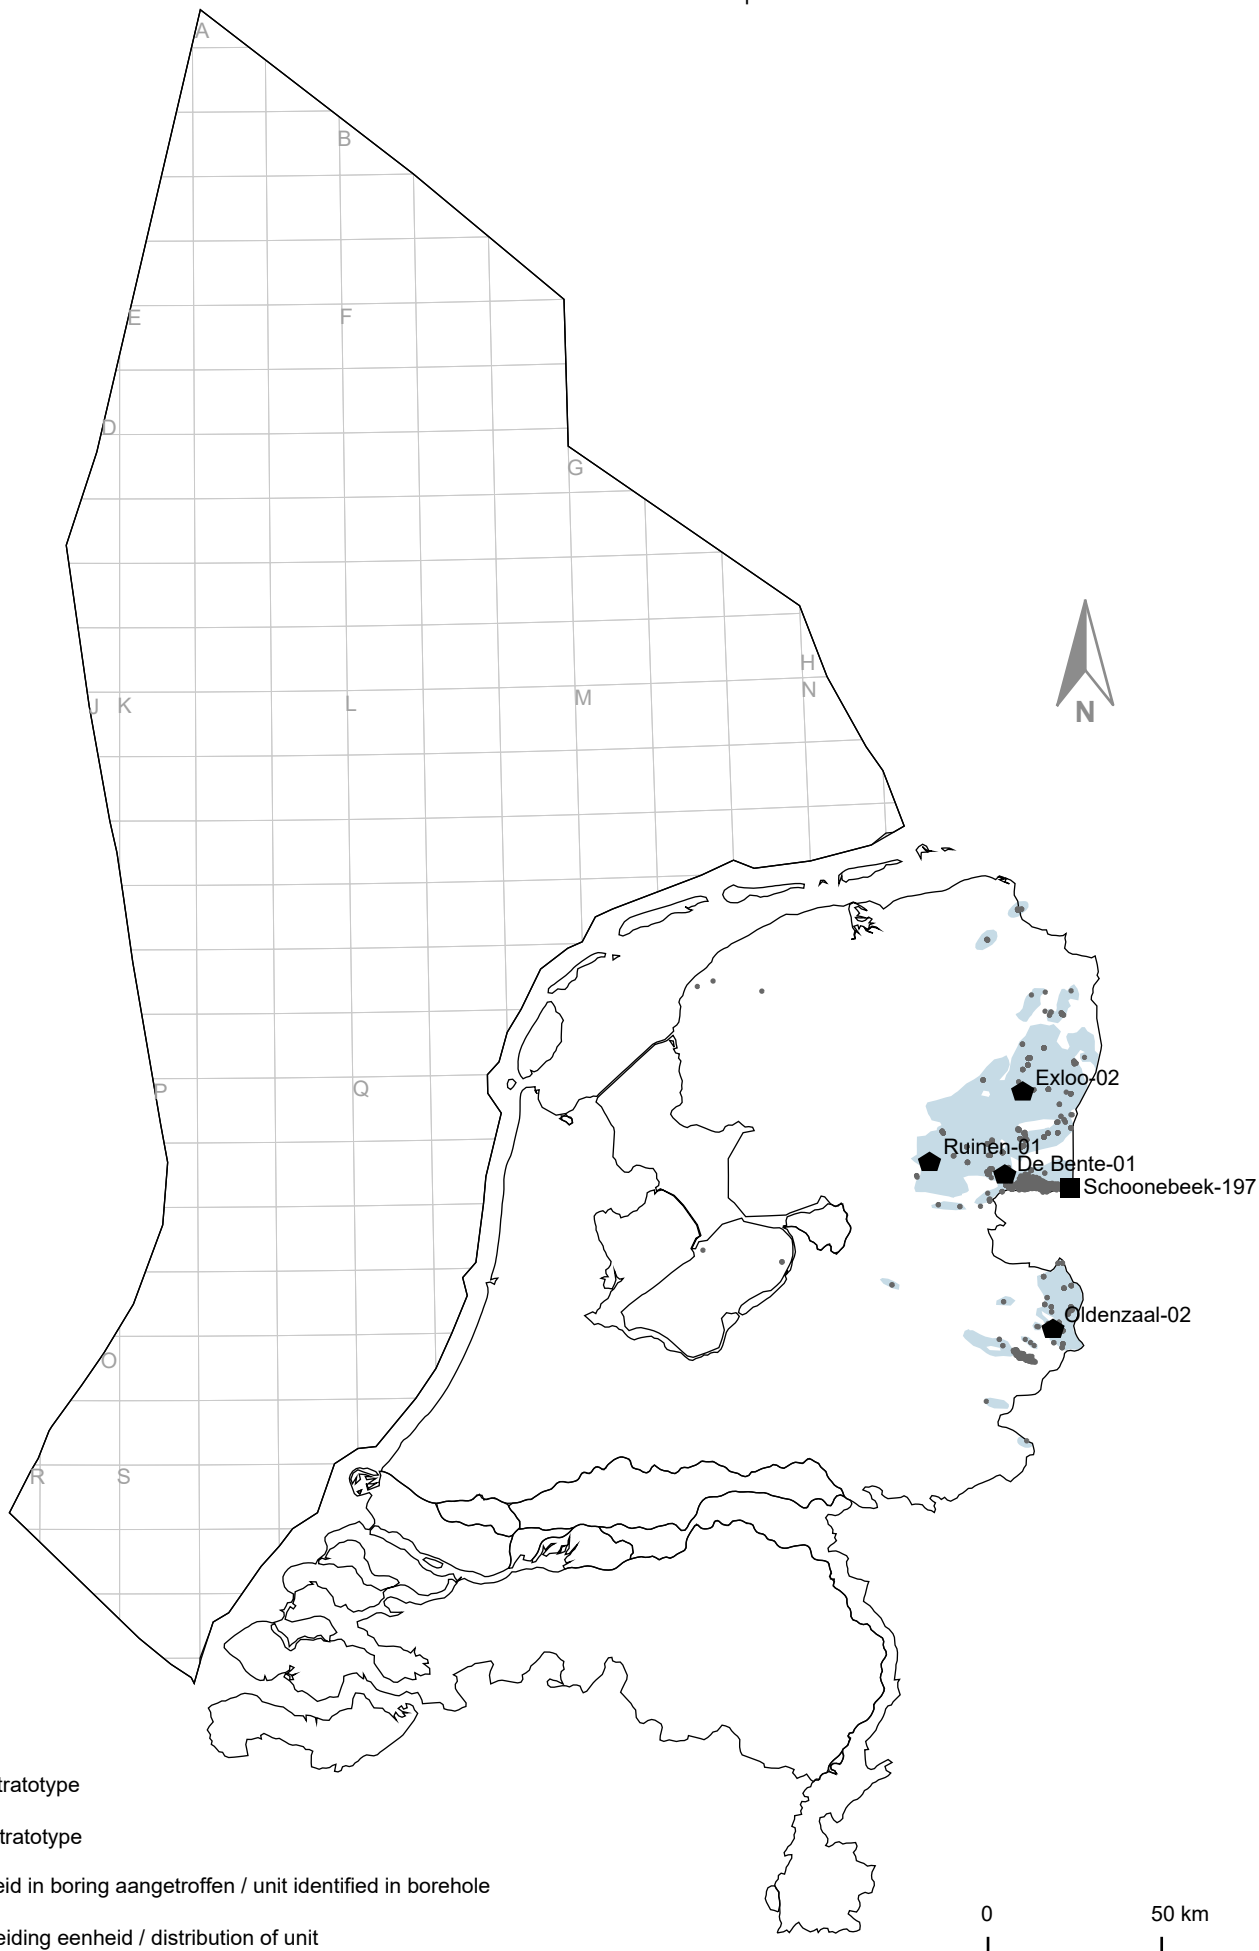 A
B
E
F
D
G
H
N
J
K
L
M
N
P
Q
Exloo-02
Ruinen-01
De Bente-01
Schoonebeek-197
Oldenzaal-02
O
R
S
tratotype
tratotype
eid in boring aangetroffen / unit identified in borehole
eiding eenheid / distribution of unit
0
50 km